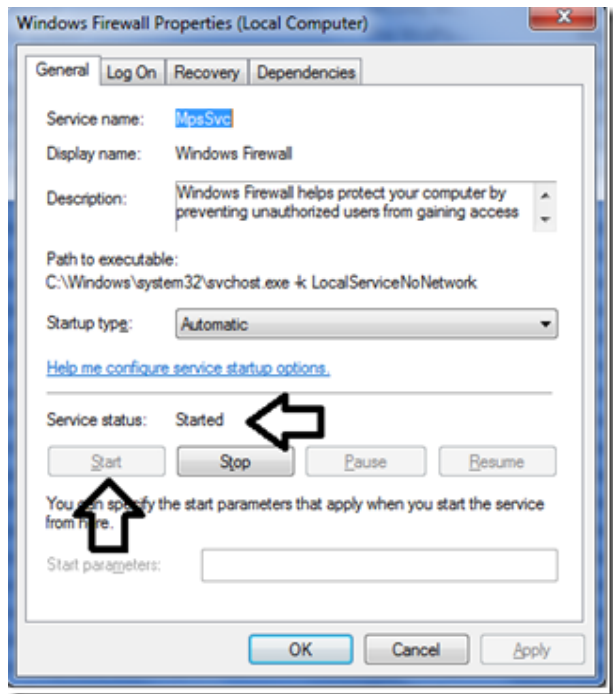 Windows Firewall Properties (Local Computer)
General Log On Recovery Dependencies
Service name: MpsSvc
Display name: Windows Firewall
Description: Windows Firewall helps protect your computer by
preventing unauthorized users from gaining access
Path to executable:
C:\Windows\system32\svchost.exe -k LocalServiceNoNetwork
Startup type: Automatic
Help me configure service startup options.
Service status: Started
Start Stop Pause Resume
You can specify the start parameters that apply when you start the service
from here.
Start parameters:
OK Cancel Apply